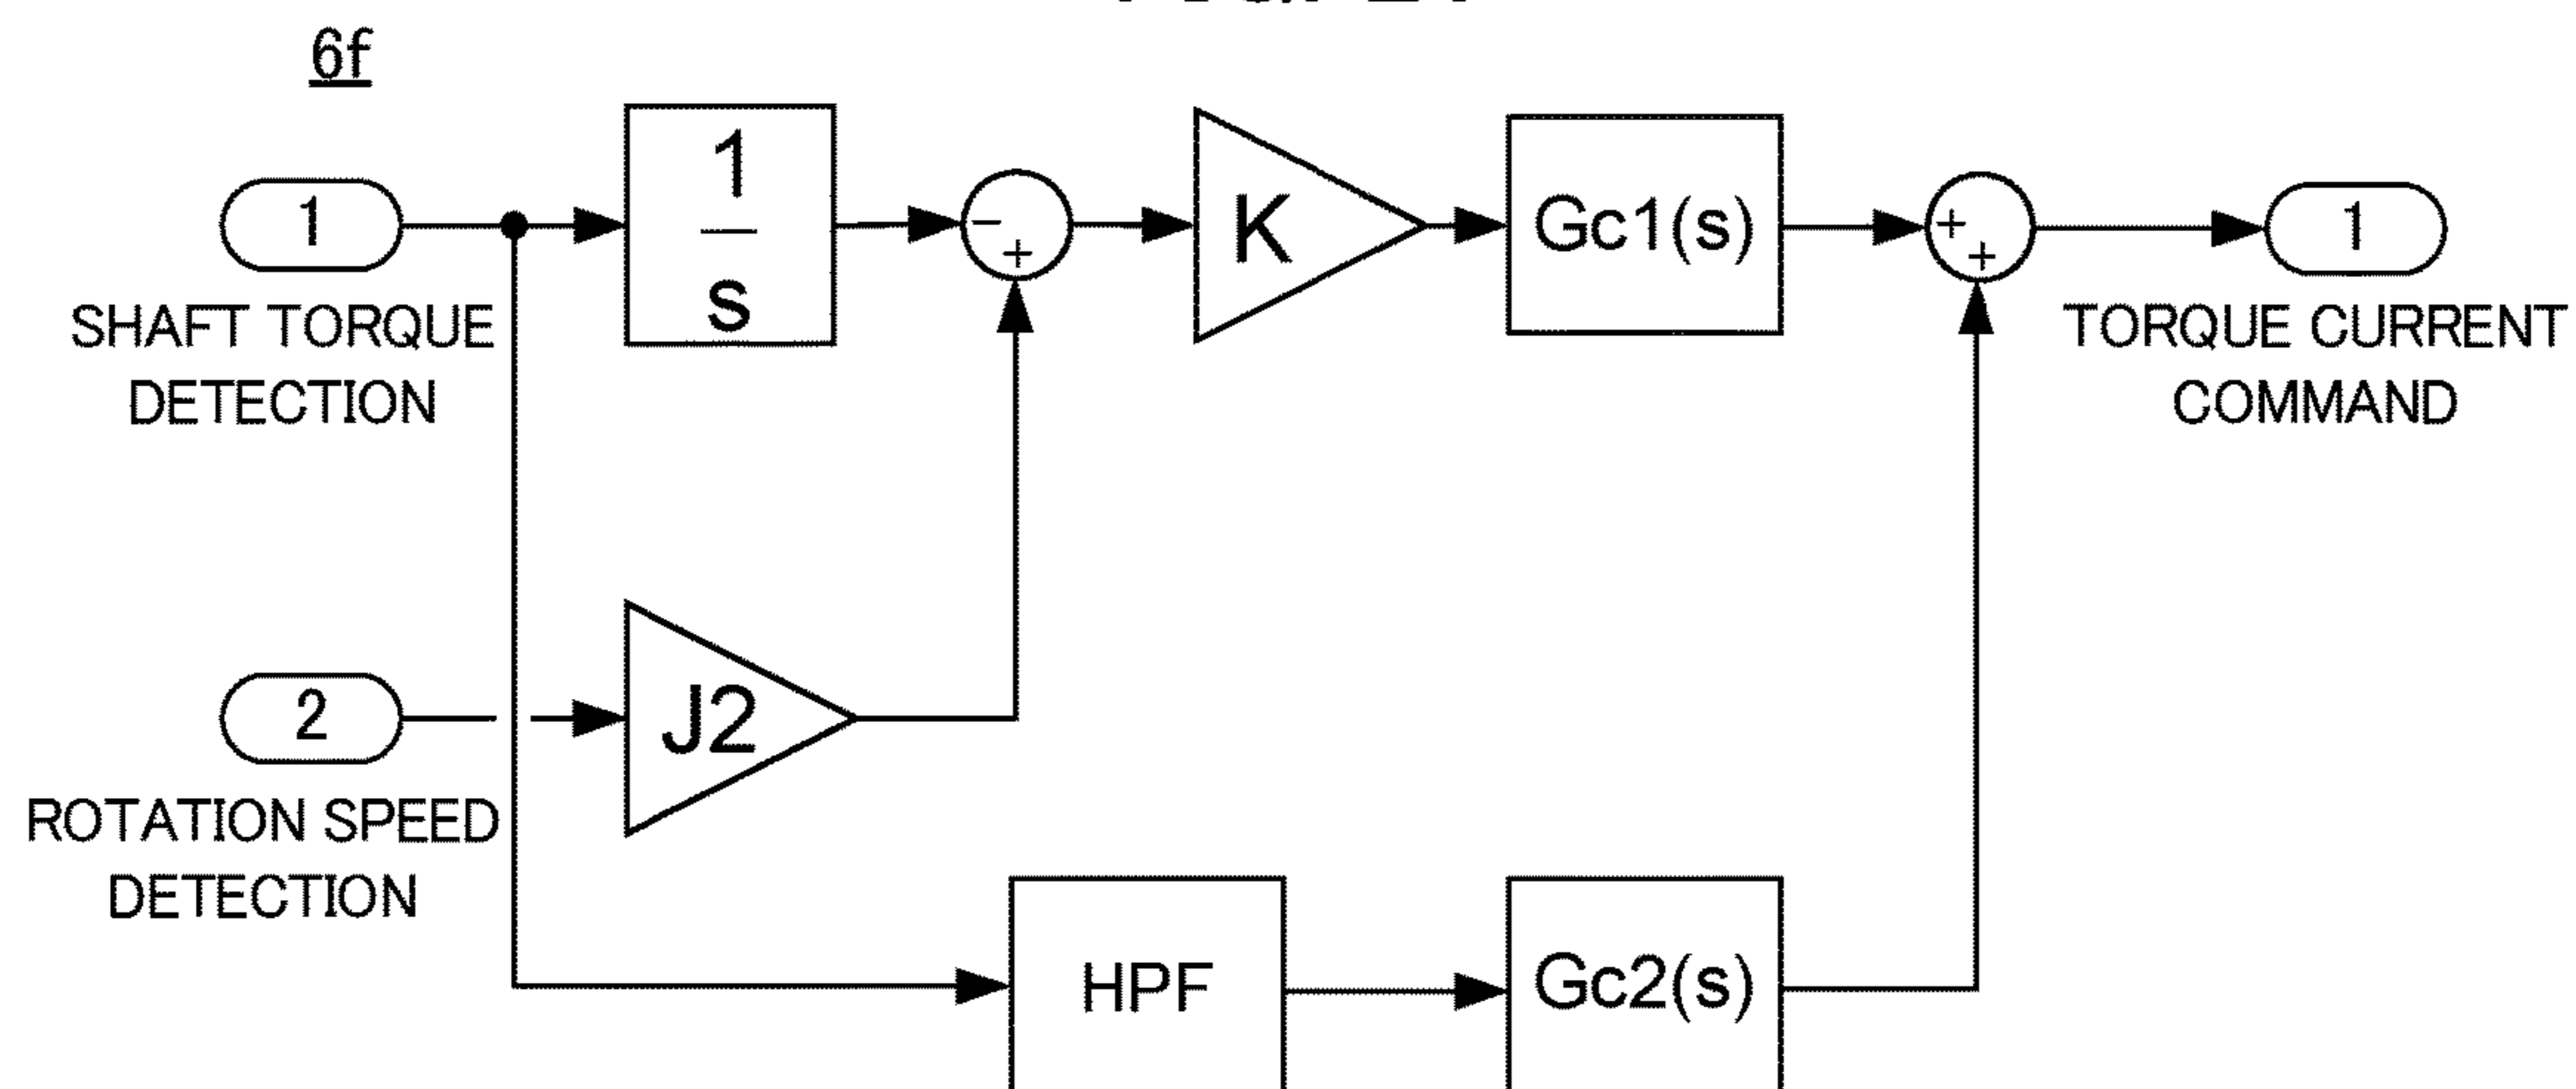 6f
1
SHAFT TORQUE
DETECTION
1
s
−
+
K
Gc1(s)
+
+
1
TORQUE CURRENT
COMMAND
2
ROTATION SPEED
DETECTION
J2
HPF
Gc2(s)